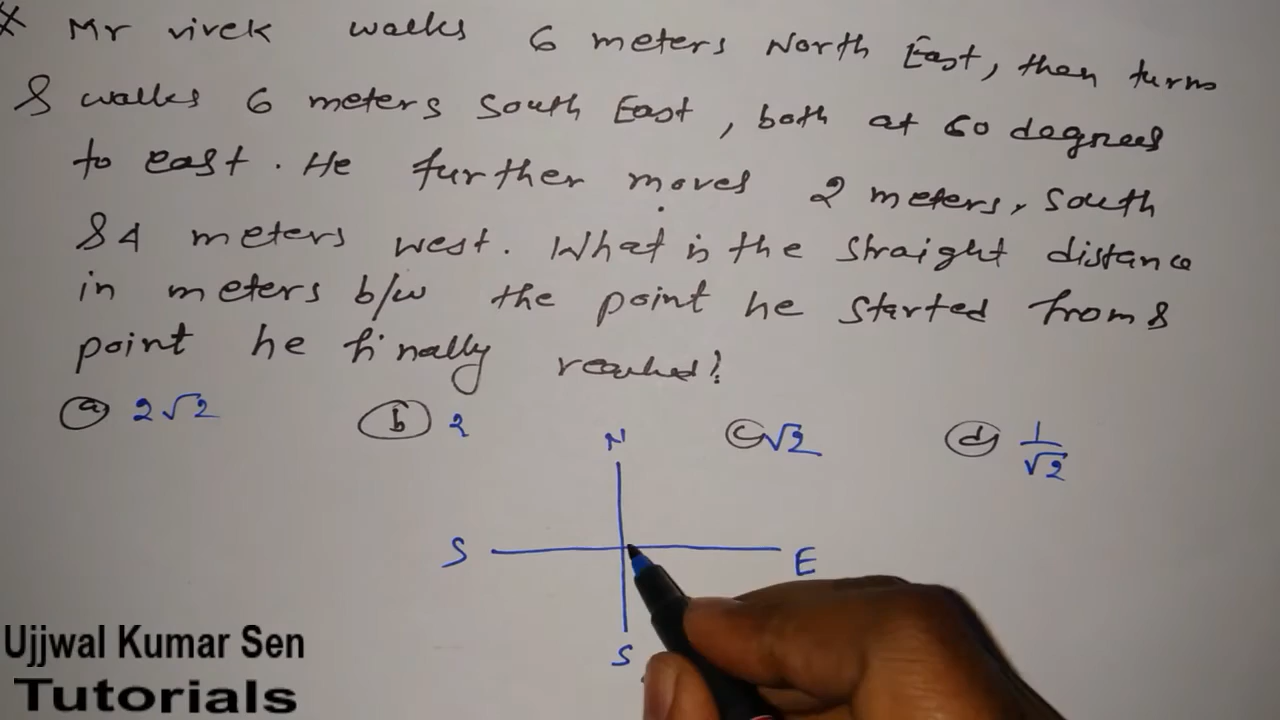 * Mr vivek walks 6 meters North East, then turns
& walks 6 meters South East, both at 60 degrees
to east. He further moves 2 meters, South
& 4 meters west. What is the straight distance
in meters b/w the point he started from &
point he finally reached?
(a) 2√2 (b) 2 (c) √2 (d) 1/√2
N
S E
S
Ujjwal Kumar Sen
Tutorials